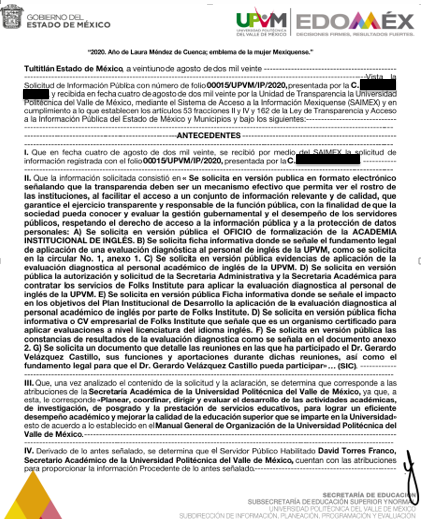 GOBIERNO DEL
ESTADO DE MÉXICO
UPVM
EDOMÉX
DECISIONES FIRMES, RESULTADOS FUERTES.
"2020. Año de Laura Méndez de Cuenca; emblema de la mujer Mexiquense."
Tultitlán Estado de México, a veintiuno de agosto de dos mil veinte
Vista la
Solicitud de Información Pública con número de folio 00015/UPVM/IP/2020, presentada por la C.
y recibida en fecha cuatro de agosto de dos mil veinte por la Unidad de Transparencia la Universidad
Politécnica del Valle de México, mediante el Sistema de Acceso a la Información Mexiquense (SAIMEX) y en
cumplimiento a lo que establecen los artículos 53 fracciones II y IV y 162 de la Ley de Transparencia y Acceso
a la Información Pública del Estado de México y Municipios y bajo los siguientes:
ANTECEDENTES
I. Que en fecha cuatro de agosto de dos mil veinte, se recibió por medio del SAIMEX la solicitud de
información registrada con el folio 00015/UPVM/IP/2020, presentada por la C.
II. Que la información solicitada consistió en « Se solicita en versión publica en formato electrónico
señalando que la transparencia deben ser un mecanismo efectivo que permita ver el rostro de
las instituciones, al facilitar el acceso a un conjunto de información relevante y de calidad, que
garantice el ejercicio transparente y responsable de la función pública, con la finalidad de que la
sociedad pueda conocer y evaluar la gestión gubernamental y el desempeño de los servidores
públicos, respetando el derecho de acceso a la información pública y a la protección de datos
personales: A) Se solicita en versión pública el OFICIO de formalización de la ACADEMIA
INSTITUCIONAL DE INGLÉS. B) Se solicita ficha informativa donde se señale el fundamento legal
de aplicación de una evaluación diagnóstica al personal de inglés de la UPVM, como se solicita
en la circular No. 1, anexo 1. C) Se solicita en versión pública evidencias de aplicación de la
evaluación diagnóstica al personal académico de inglés de la UPVM. D) Se solicita en versión
pública la autorización y solicitud de la Secretaria Administrativa y la Secretaria Académica para
contratar los servicios de Folks Institute para aplicar la evaluación diagnóstica al personal de
inglés de la UPVM. E) Se solicita en versión pública Ficha informativa donde se señale el impacto
en los objetivos del Plan Institucional de Desarrollo la aplicación de la evaluación diagnostica al
personal académico de inglés por parte de Folks Institute. D) Se solicita en versión pública ficha
informativa o CV empresarial de Folks Institute que señale que es un organismo certificado para
aplicar evaluaciones a nivel licenciatura del idioma inglés. F) Se solicita en versión pública las
constancias de resultados de la evaluación diagnóstica como se señala en el documento anexo
2. G) Se solicita un documento que detalle las reuniones en las que ha participado el Dr. Gerardo
Velázquez Castillo, sus funciones y aportaciones durante dichas reuniones, así como el
fundamento legal para que el Dr. Gerardo Velázquez Castillo pueda participar»... (SIC).
III. Que, una vez analizado el contenido de la solicitud y la aclaración, se determina que corresponde a las
atribuciones de la Secretaría Académica de la Universidad Politécnica del Valle de México, ya que, a
esta, le corresponde «Planear, coordinar, dirigir y evaluar el desarrollo de las actividades académicas,
de investigación, de posgrado y la prestación de servicios educativos, para lograr un eficiente
desempeño académico y mejorar la calidad de la educación superior que se imparte en la Universidad»
esto de acuerdo a lo establecido en el Manual General de Organización de la Universidad Politécnica del
Valle de México.
IV. Derivado de lo antes señalado, se determina que el Servidor Público Habilitado David Torres Franco,
Secretario Académico de la Universidad Politécnica del Valle de México, cuentan con las atribuciones
para proporcionar la información Procedente de lo antes señalado.
SECRETARÍA DE EDUCACIÓN
SUBSECRETARÍA DE EDUCACIÓN SUPERIOR Y NORMAL
UNIVERSIDAD POLITÉCNICA DEL VALLE DE MÉXICO
SUBDIRECCIÓN DE INFORMACIÓN, PLANEACIÓN, PROGRAMACIÓN Y EVALUACIÓN